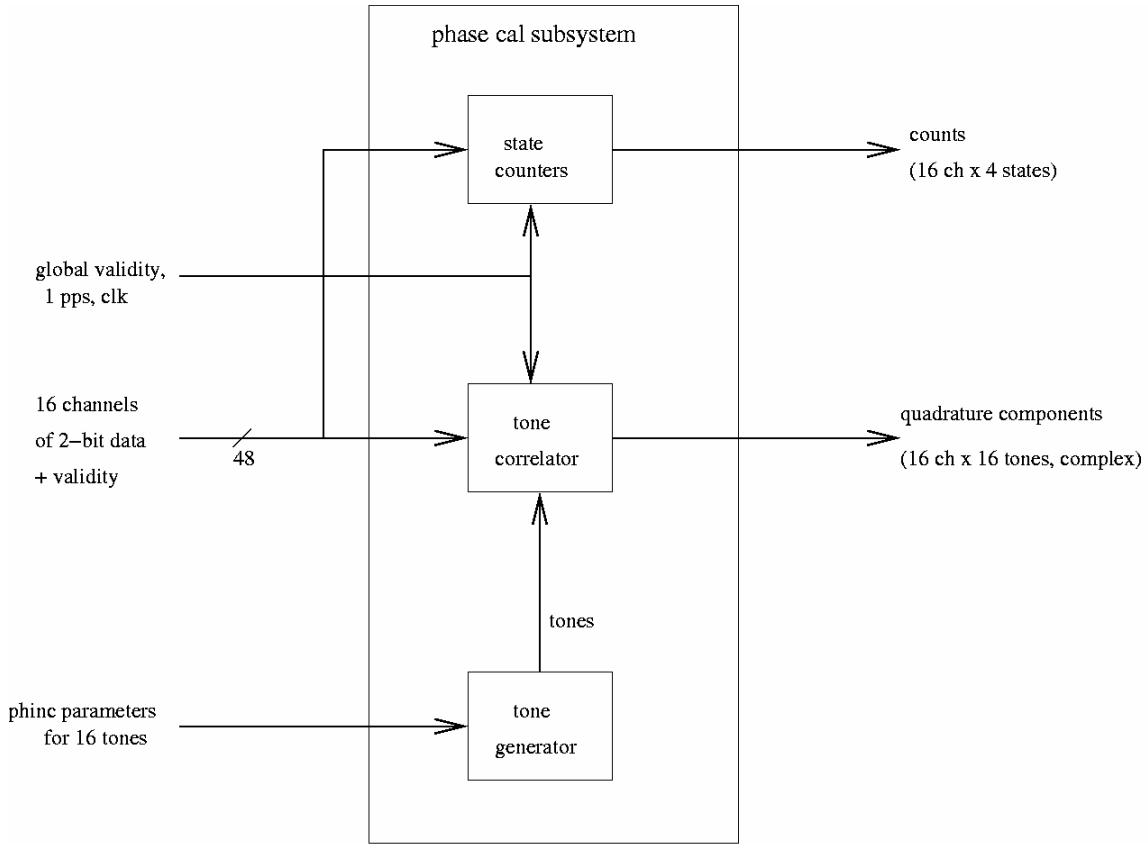 phase cal subsystem
state
counters
counts
(16 ch x 4 states)
global validity,
1 pps, clk
16 channels
of 2−bit data
+ validity
48
tone
correlator
quadrature components
(16 ch x 16 tones, complex)
tones
phinc parameters
for 16 tones
tone
generator